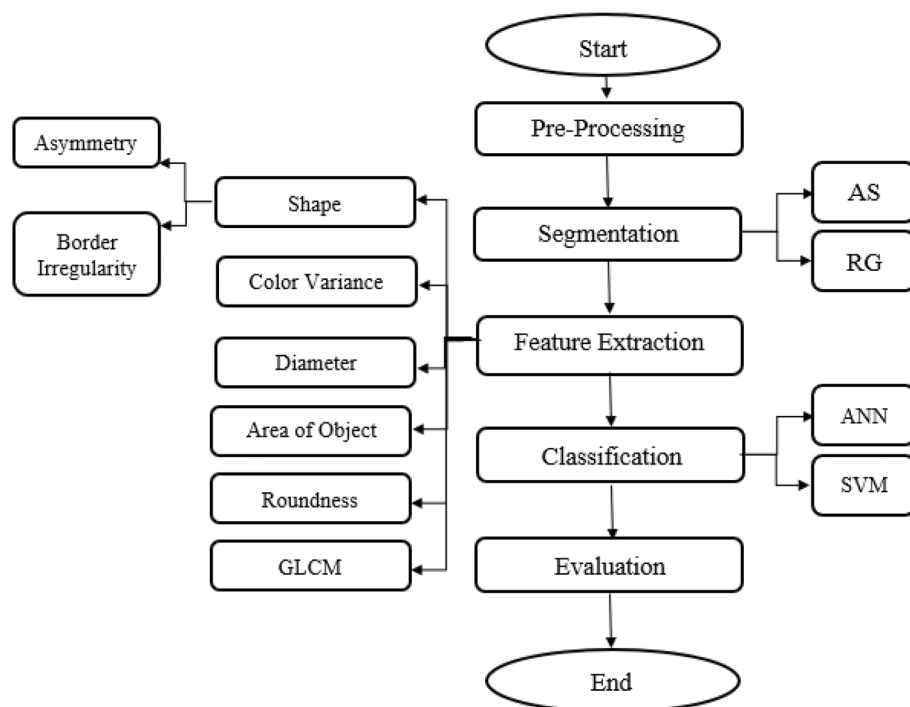 Start
Pre-Processing
Asymmetry
AS
Shape
Segmentation
Border
Irregularity
RG
Color Variance
Feature Extraction
Diameter
ANN
Area of Object
Classification
SVM
Roundness
GLCM
Evaluation
End